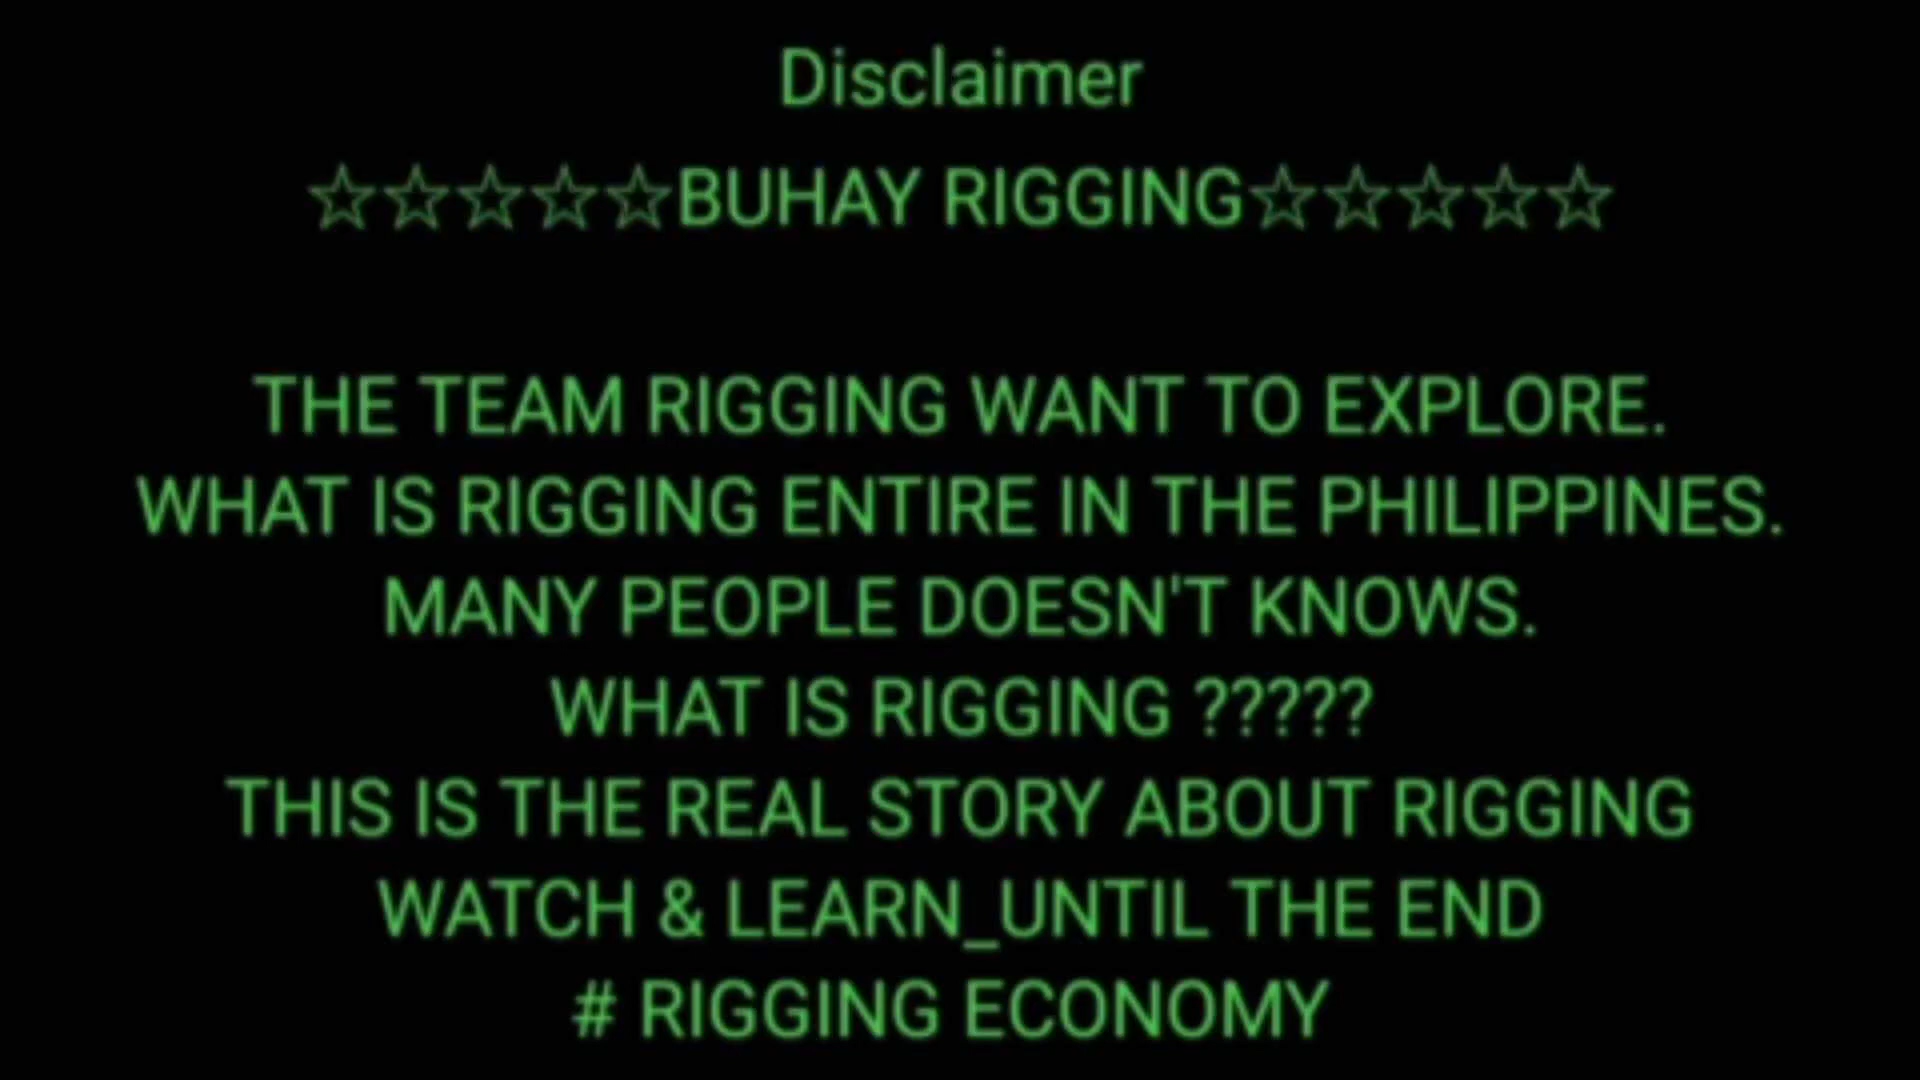 Disclaimer
☆☆☆☆☆BUHAY RIGGING☆☆☆☆☆
THE TEAM RIGGING WANT TO EXPLORE.
WHAT IS RIGGING ENTIRE IN THE PHILIPPINES.
MANY PEOPLE DOESN'T KNOWS.
WHAT IS RIGGING ?????
THIS IS THE REAL STORY ABOUT RIGGING
WATCH & LEARN_UNTIL THE END
# RIGGING ECONOMY